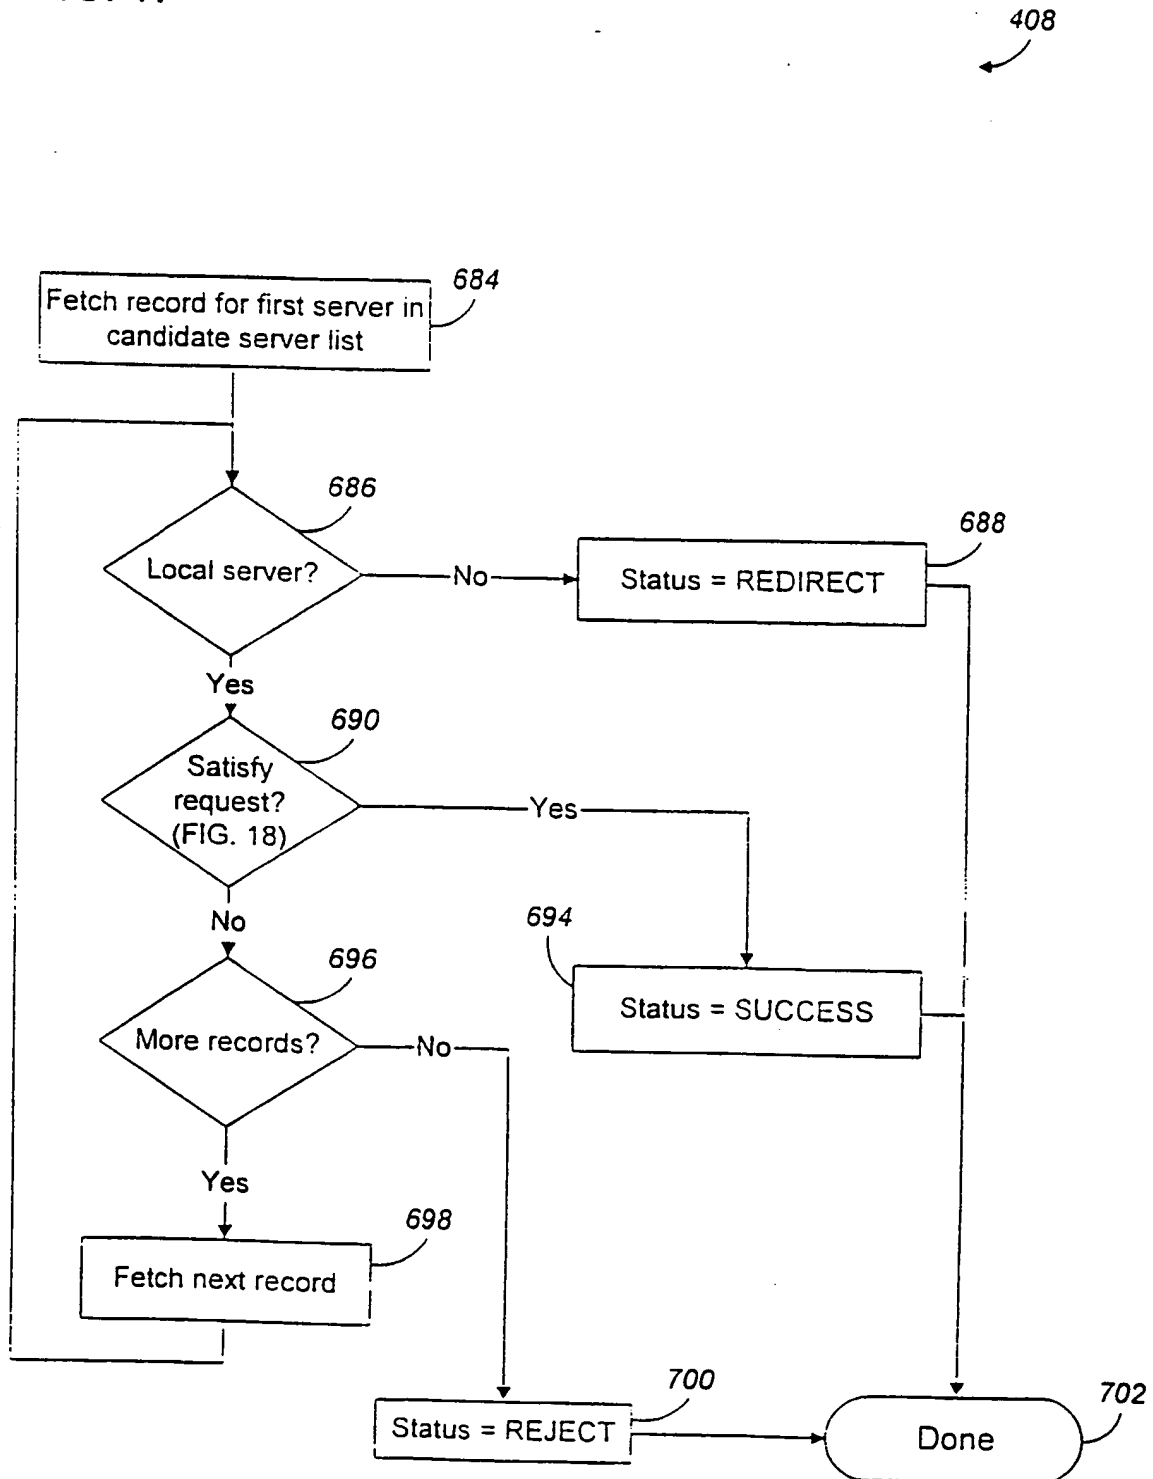 408
684
Fetch record for first server in
candidate server list
686
Local server?
No
688
Status = REDIRECT
Yes
690
Satisfy
request?
(FIG. 18)
Yes
No
694
Status = SUCCESS
696
More records?
No
Yes
698
Fetch next record
700
Status = REJECT
702
Done